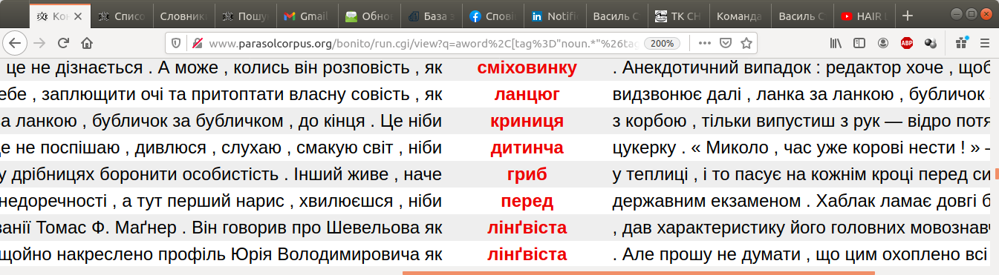 Ко Списо Словник Пошу Gmail Обно База з Спові Notifi Василь С ТК СН Команда Василь С HAIR
www.parasolcorpus.org/bonito/run.cgi/view?q=aword%2C[tag%3D"noun.*"%26tag 200%
це не дізнається . А може , колись він розповість , як сміховинку . Анекдотичний випадок : редактор хоче , щоб
ебе , заплющити очі та притоптати власну совість , як ланцюг видзвонює далі , ланка за ланкою , бубличок
за ланкою , бубличок за бубличком , до кінця . Це ніби криниця з корбою , тільки випустиш з рук — відро потя
це не поспішаю , дивлюся , слухаю , смакую світ , ніби дитинча цукерку . « Миколо , час уже корові нести ! » –
у дрібницях боронити особистість . Інший живе , наче гриб у теплиці , і то пасує на кожнім кроці перед си
недоречності , а тут перший нарис , хвилюєшся , ніби перед державним екзаменом . Хаблак ламає довгі б
занії Томас Ф. Маґнер . Він говорив про Шевельова як лінґвіста , дав характеристику його головних мовознавч
щойно накреслено профіль Юрія Володимировича як лінґвіста . Але прошу не думати , що цим охоплено всі